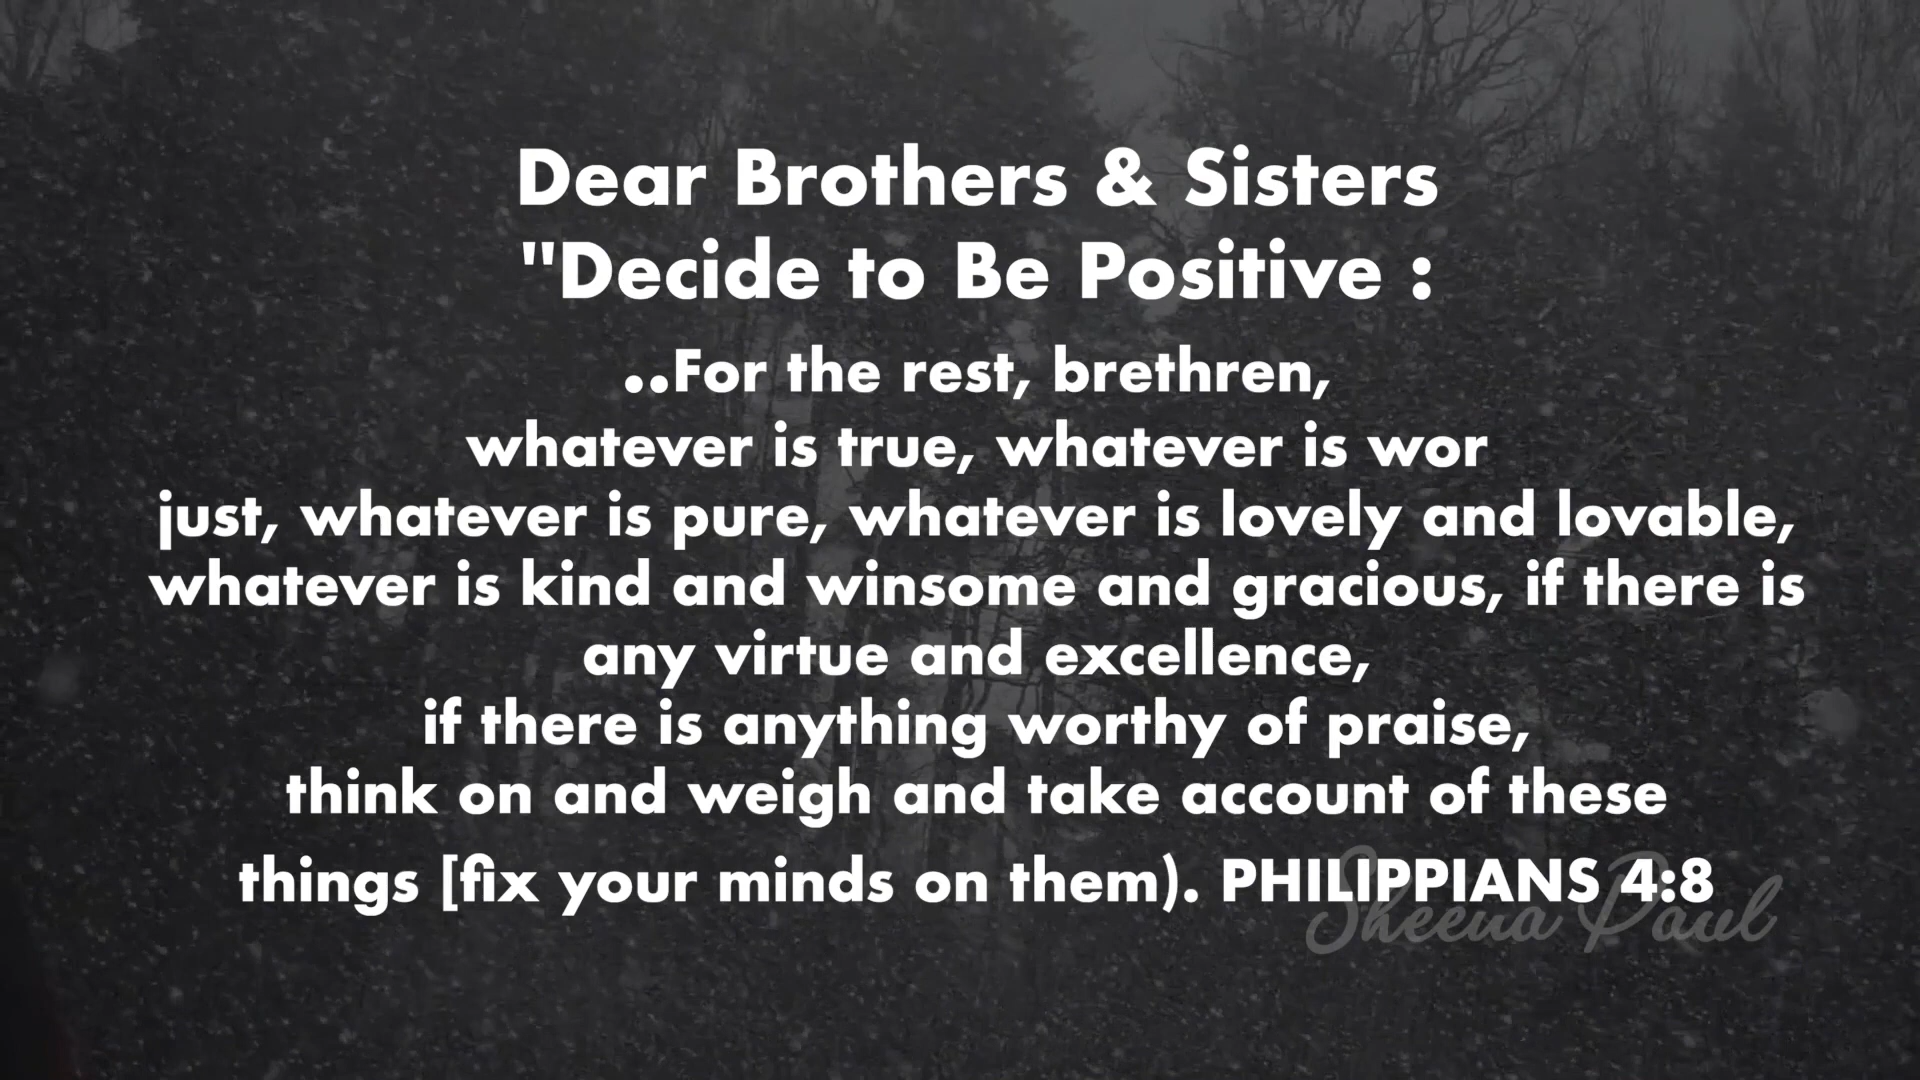 Dear Brothers & Sisters
"Decide to Be Positive :
..For the rest, brethren,
whatever is true, whatever is wor
just, whatever is pure, whatever is lovely and lovable,
whatever is kind and winsome and gracious, if there is
any virtue and excellence,
if there is anything worthy of praise,
think on and weigh and take account of these
things [fix your minds on them). PHILIPPIANS 4:8
Sheena Paul